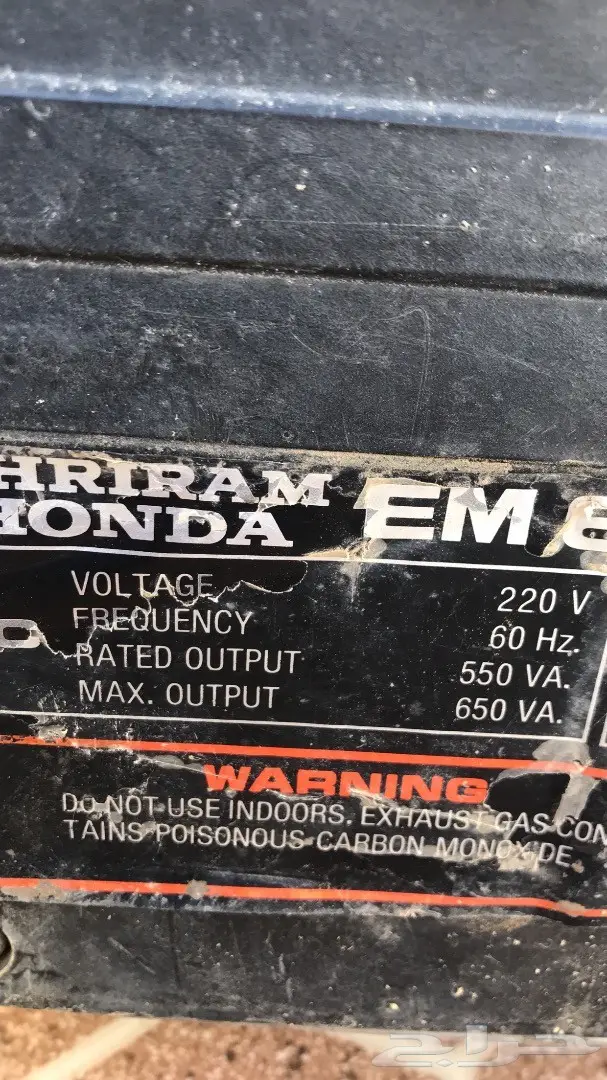 HRIRAM
HONDA
EM
VOLTAGE 220 V
FREQUENCY 60 Hz.
RATED OUTPUT 550 VA.
MAX. OUTPUT 650 VA.
WARNING
DO NOT USE INDOORS. EXHAUST GAS CON
TAINS POISONOUS CARBON MONOXIDE
حراج